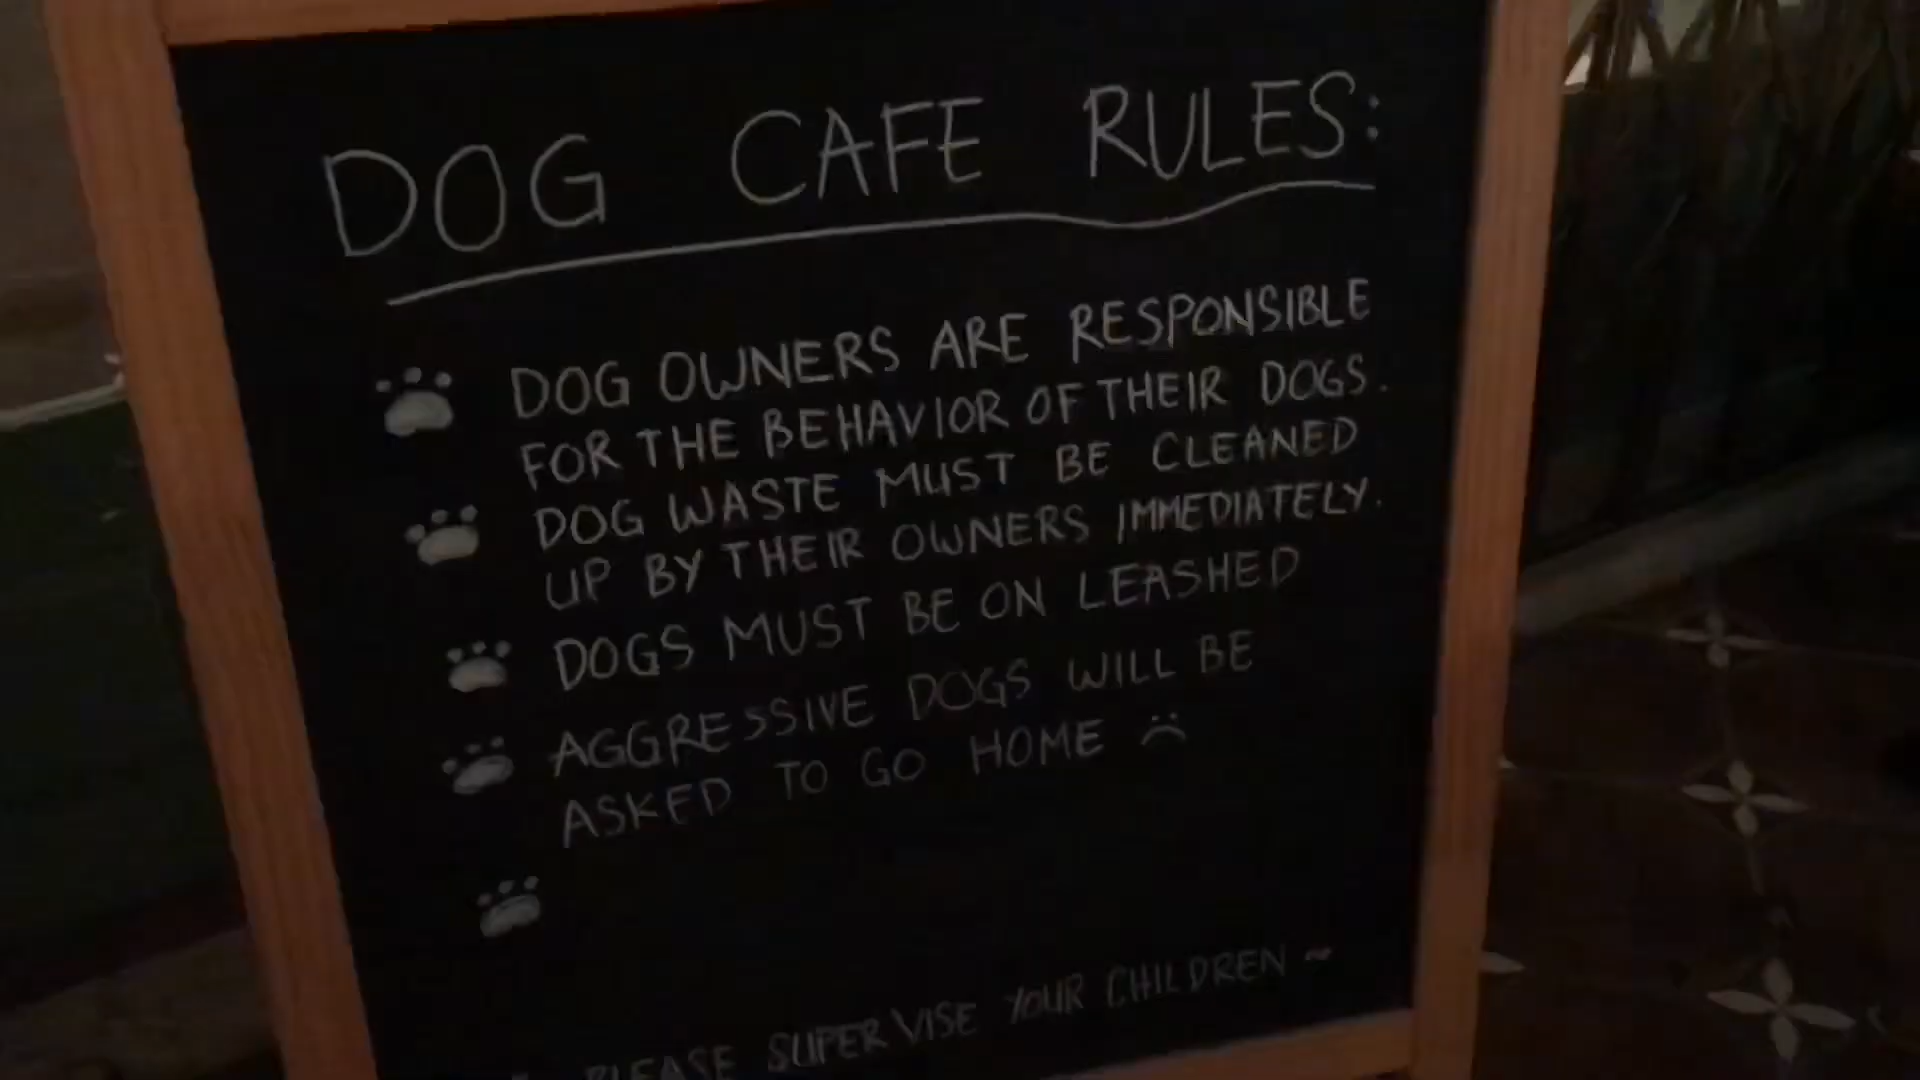 DOG CAFE RULES:
DOG OWNERS ARE RESPONSIBLE
FOR THE BEHAVIOR OF THEIR DOGS.
DOG WASTE MUST BE CLEANED
UP BY THEIR OWNERS IMMEDIATELY.
DOGS MUST BE ON LEASHED
AGGRESSIVE DOGS WILL BE
ASKED TO GO HOME ☹
~ PLEASE SUPERVISE YOUR CHILDREN ~